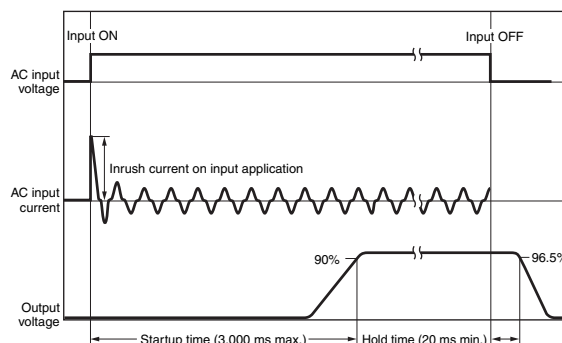 Input ON
Input OFF
AC input
voltage
Inrush current on input application
AC input
current
90%
96.5%
Output
voltage
Startup time (3,000 ms max.)
Hold time (20 ms min.)